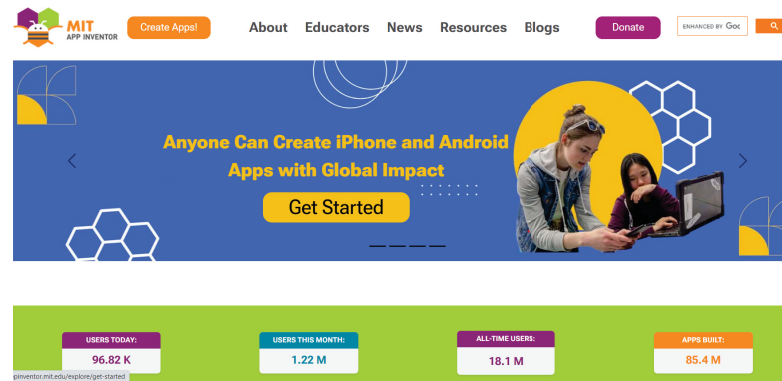 MIT
APP INVENTOR
Create Apps!
About Educators News Resources Blogs
Donate
ENHANCED BY Goo
Anyone Can Create iPhone and Android
Apps with Global Impact
Get Started
USERS TODAY:
96.82 K
USERS THIS MONTH:
1.22 M
ALL-TIME USERS:
18.1 M
APPS BUILT:
85.4 M
pinventor.mit.edu/explore/get-started